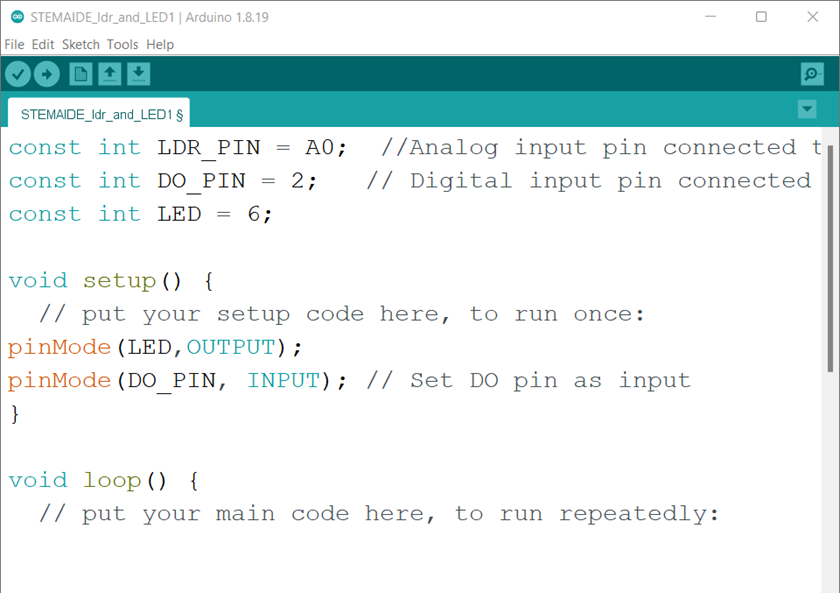 STEMAIDE_ldr_and_LED1 | Arduino 1.8.19
File Edit Sketch Tools Help
STEMAIDE_ldr_and_LED1 §
const int LDR_PIN = A0;  //Analog input pin connected t
const int DO_PIN = 2;   // Digital input pin connected
const int LED = 6;
void setup() {
  // put your setup code here, to run once:
pinMode(LED,OUTPUT);
pinMode(DO_PIN, INPUT); // Set DO pin as input
}
void loop() {
  // put your main code here, to run repeatedly: